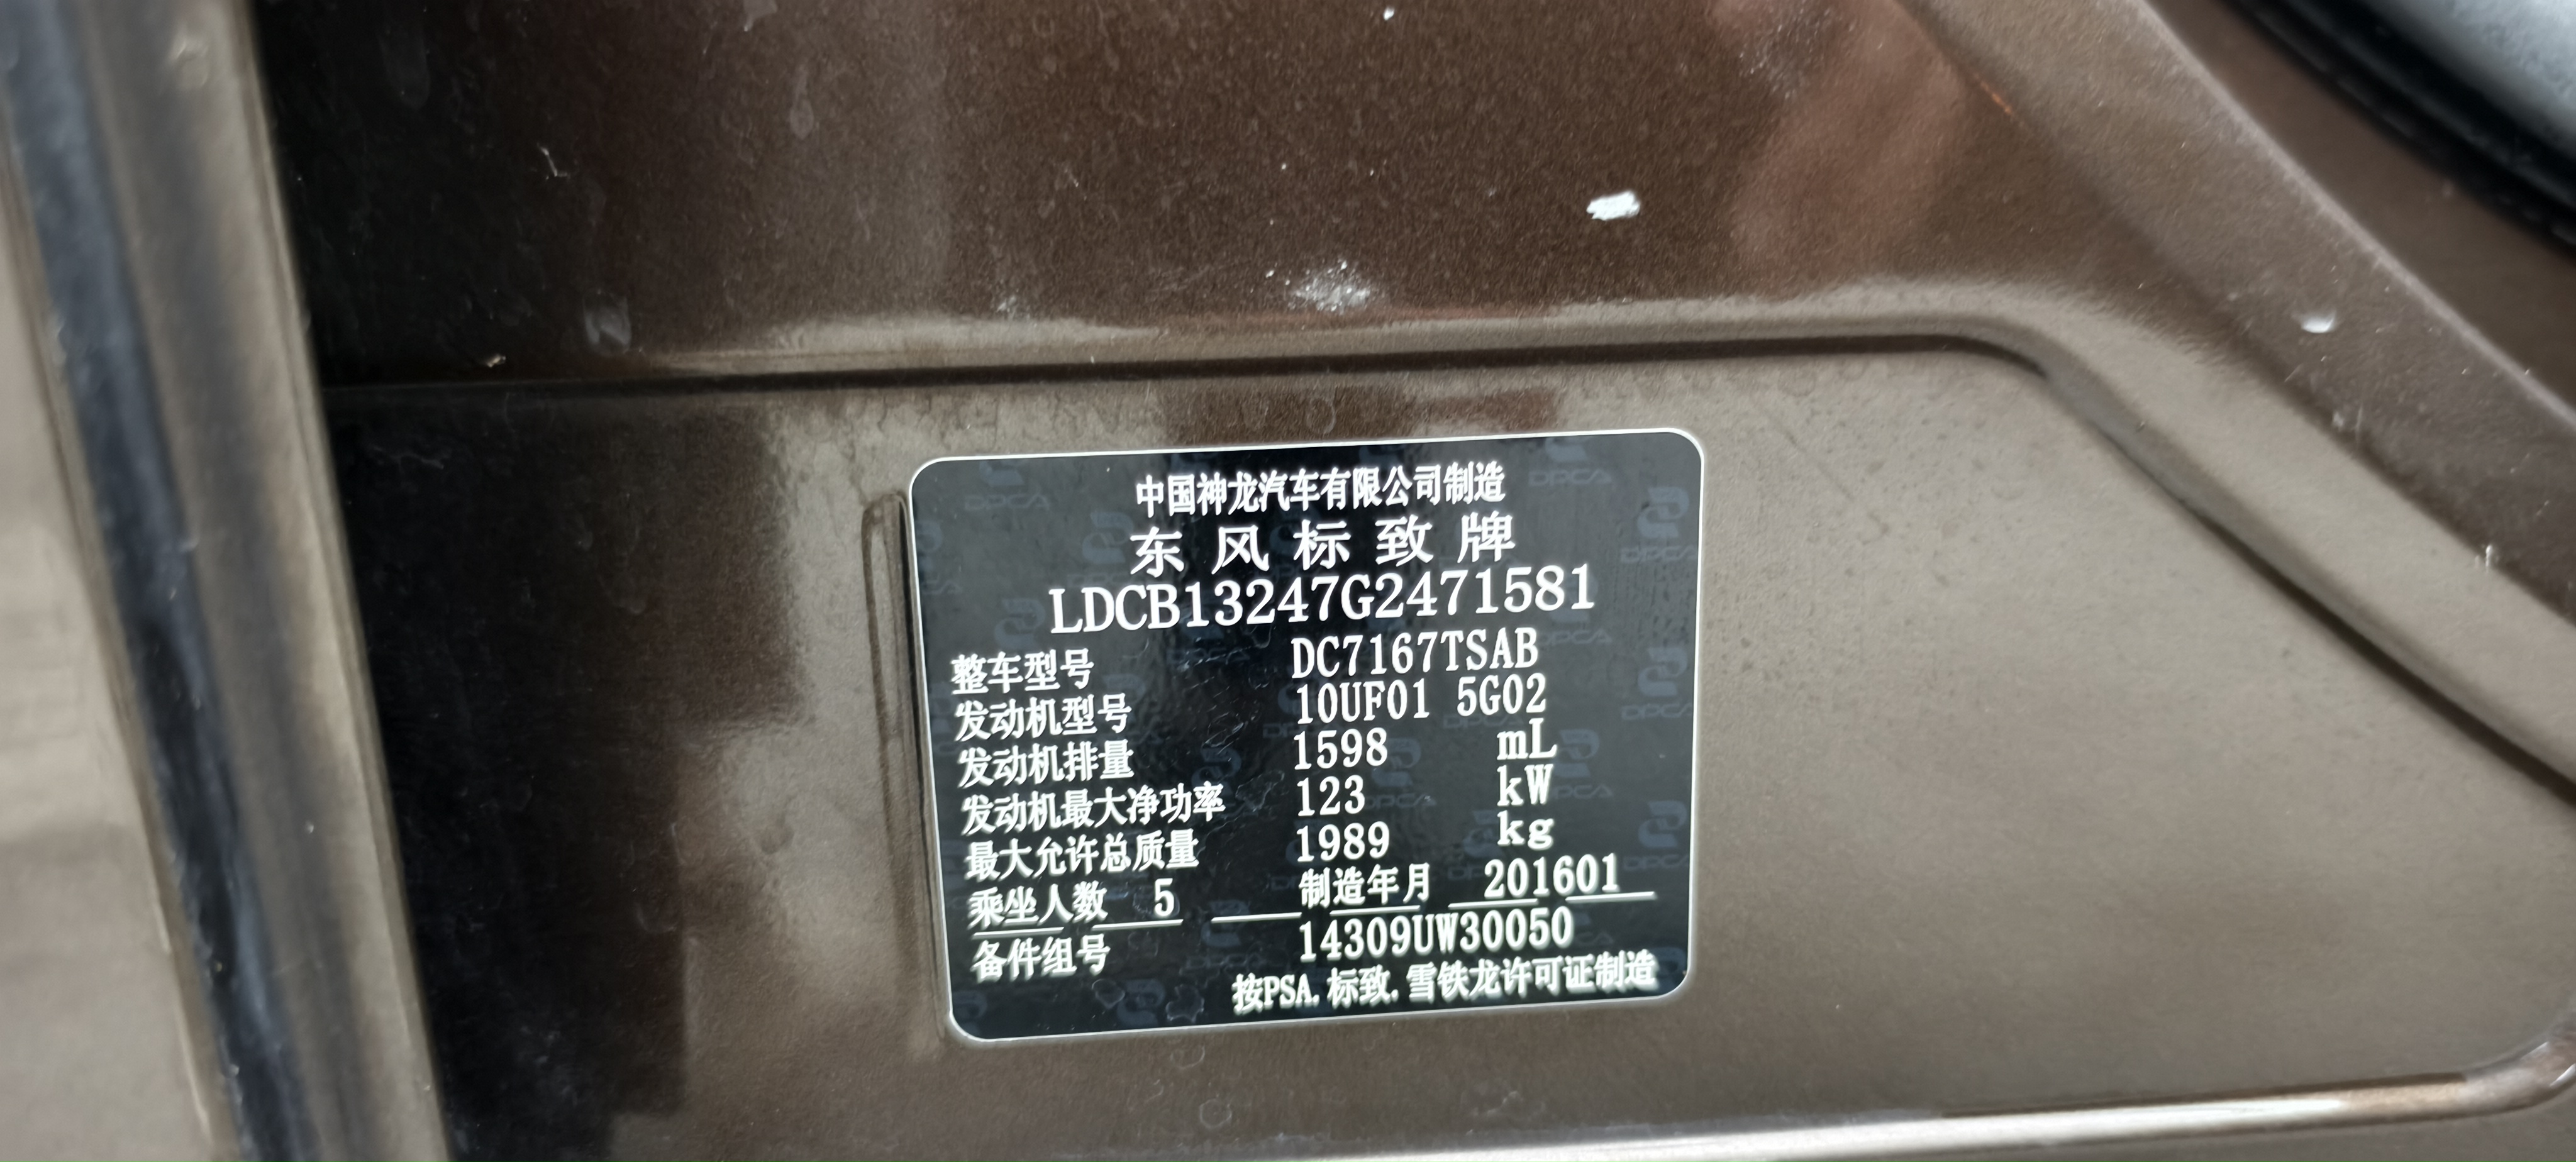 中国神龙汽车有限公司制造
东风标致牌
LDCB13247G2471581
整车型号 DC7167TSAB
发动机型号 10UF01 5G02
发动机排量 1598 mL
发动机最大净功率 123 kW
最大允许总质量 1989 kg
乘坐人数 5 制造年月 201601
备件组号 14309UW30050
按PSA.标致.雪铁龙许可证制造